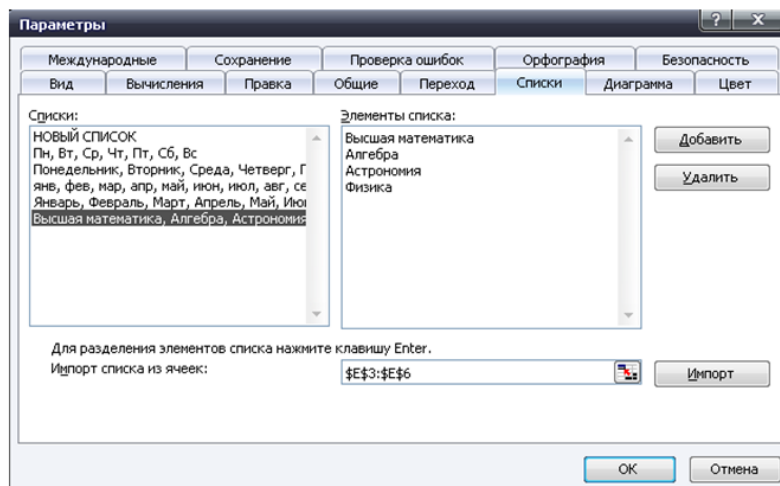 Параметры
Международные Сохранение Проверка ошибок Орфография Безопасность
Вид Вычисления Правка Общие Переход Списки Диаграмма Цвет
Списки:
НОВЫЙ СПИСОК
Пн, Вт, Ср, Чт, Пт, Сб, Вс
Понедельник, Вторник, Среда, Четверг, П
янв, фев, мар, апр, май, июн, июл, авг, се
Январь, Февраль, Март, Апрель, Май, Июн
Высшая математика, Алгебра, Астрономия
Элементы списка:
Высшая математика
Алгебра
Астрономия
Физика
Добавить
Удалить
Для разделения элементов списка нажмите клавишу Enter.
Импорт списка из ячеек:
$E$3:$E$6
Импорт
ОК
Отмена